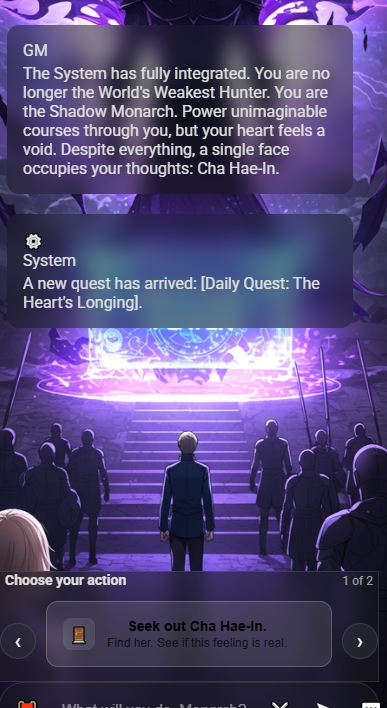 GM
The System has fully integrated. You are no
longer the World's Weakest Hunter. You are
the Shadow Monarch. Power unimaginable
courses through you, but your heart feels a
void. Despite everything, a single face
occupies your thoughts: Cha Hae-In.
System
A new quest has arrived: [Daily Quest: The
Heart's Longing].
Choose your action
1 of 2
Seek out Cha Hae-In.
Find her. See if this feeling is real.
What will you do, Monarch?